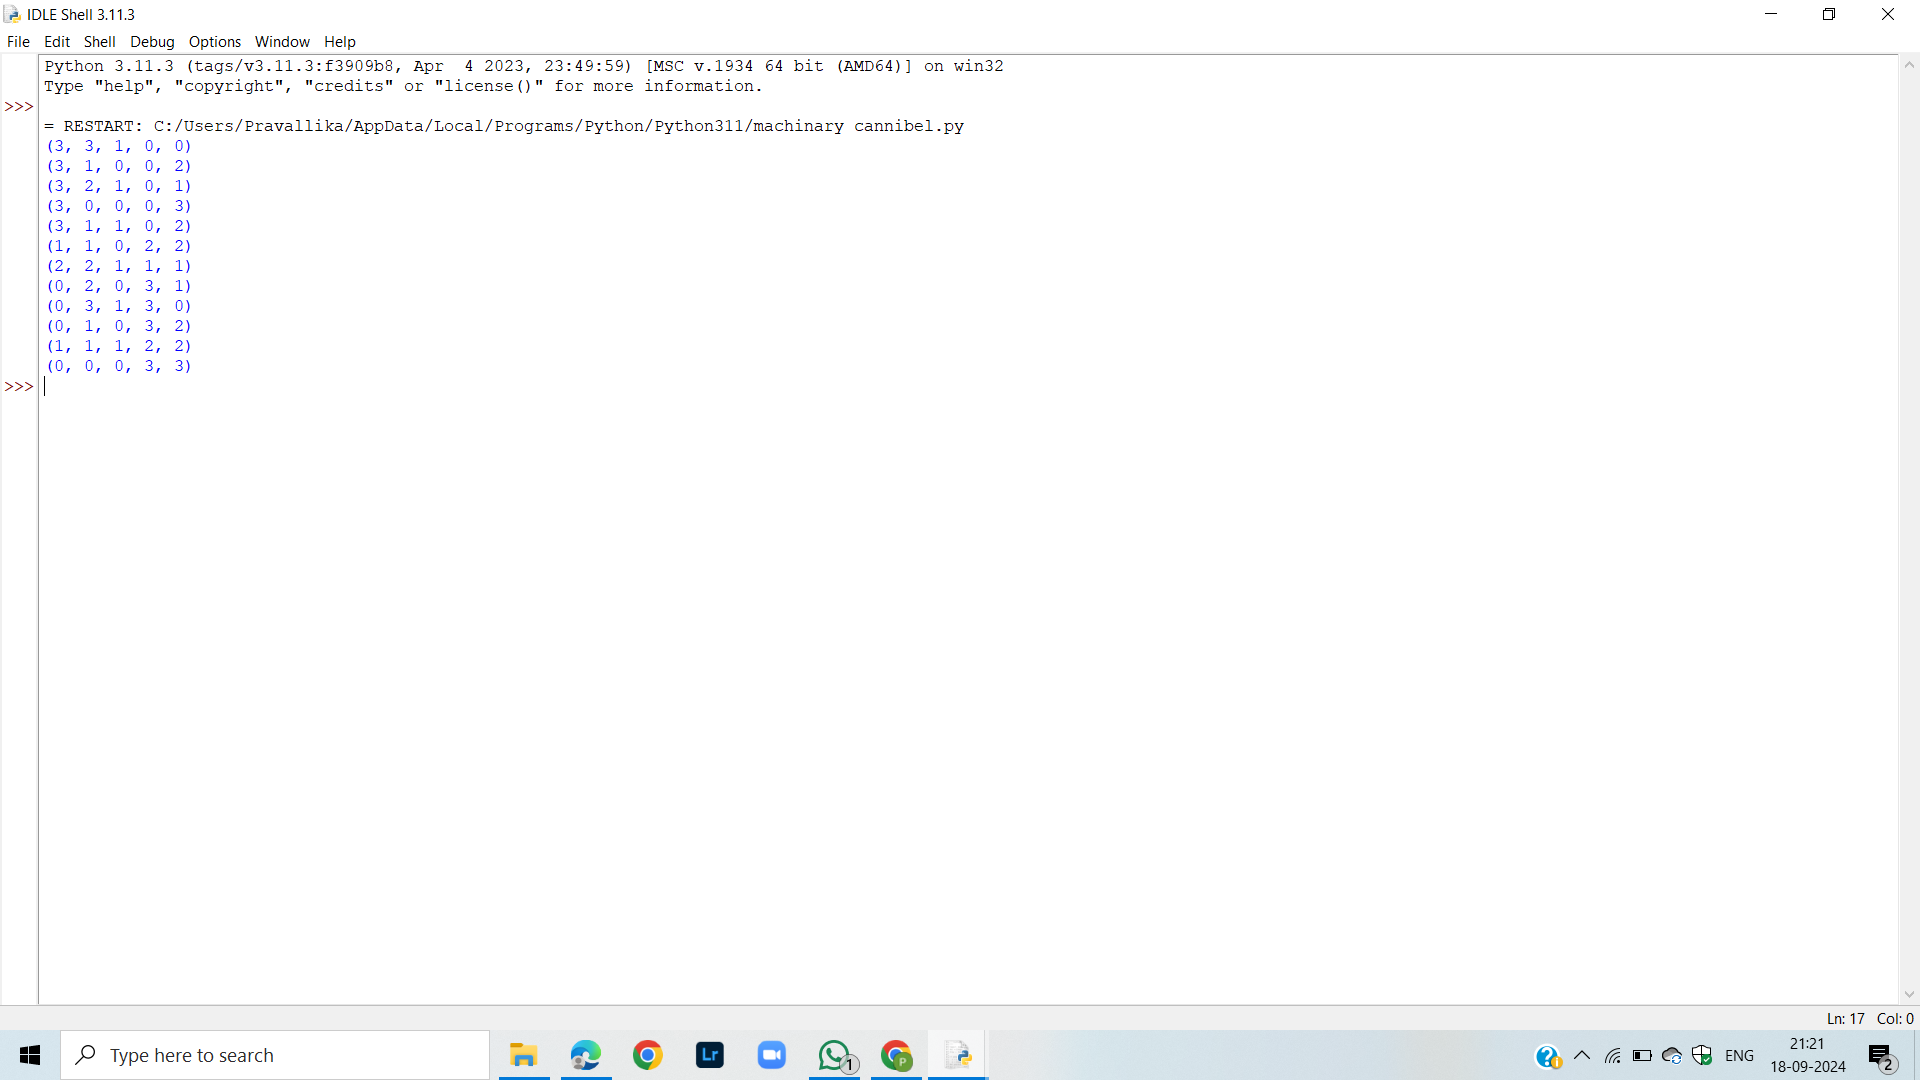 IDLE Shell 3.11.3
File Edit Shell Debug Options Window Help
Python 3.11.3 (tags/v3.11.3:f3909b8, Apr  4 2023, 23:49:59) [MSC v.1934 64 bit (AMD64)] on win32
Type "help", "copyright", "credits" or "license()" for more information.
>>>
= RESTART: C:/Users/Pravallika/AppData/Local/Programs/Python/Python311/machinary cannibel.py
(3, 3, 1, 0, 0)
(3, 1, 0, 0, 2)
(3, 2, 1, 0, 1)
(3, 0, 0, 0, 3)
(3, 1, 1, 0, 2)
(1, 1, 0, 2, 2)
(2, 2, 1, 1, 1)
(0, 2, 0, 3, 1)
(0, 3, 1, 3, 0)
(0, 1, 0, 3, 2)
(1, 1, 1, 2, 2)
(0, 0, 0, 3, 3)
>>>
Ln: 17 Col: 0
Type here to search
Lr
1
P
ENG
21:21
18-09-2024
2